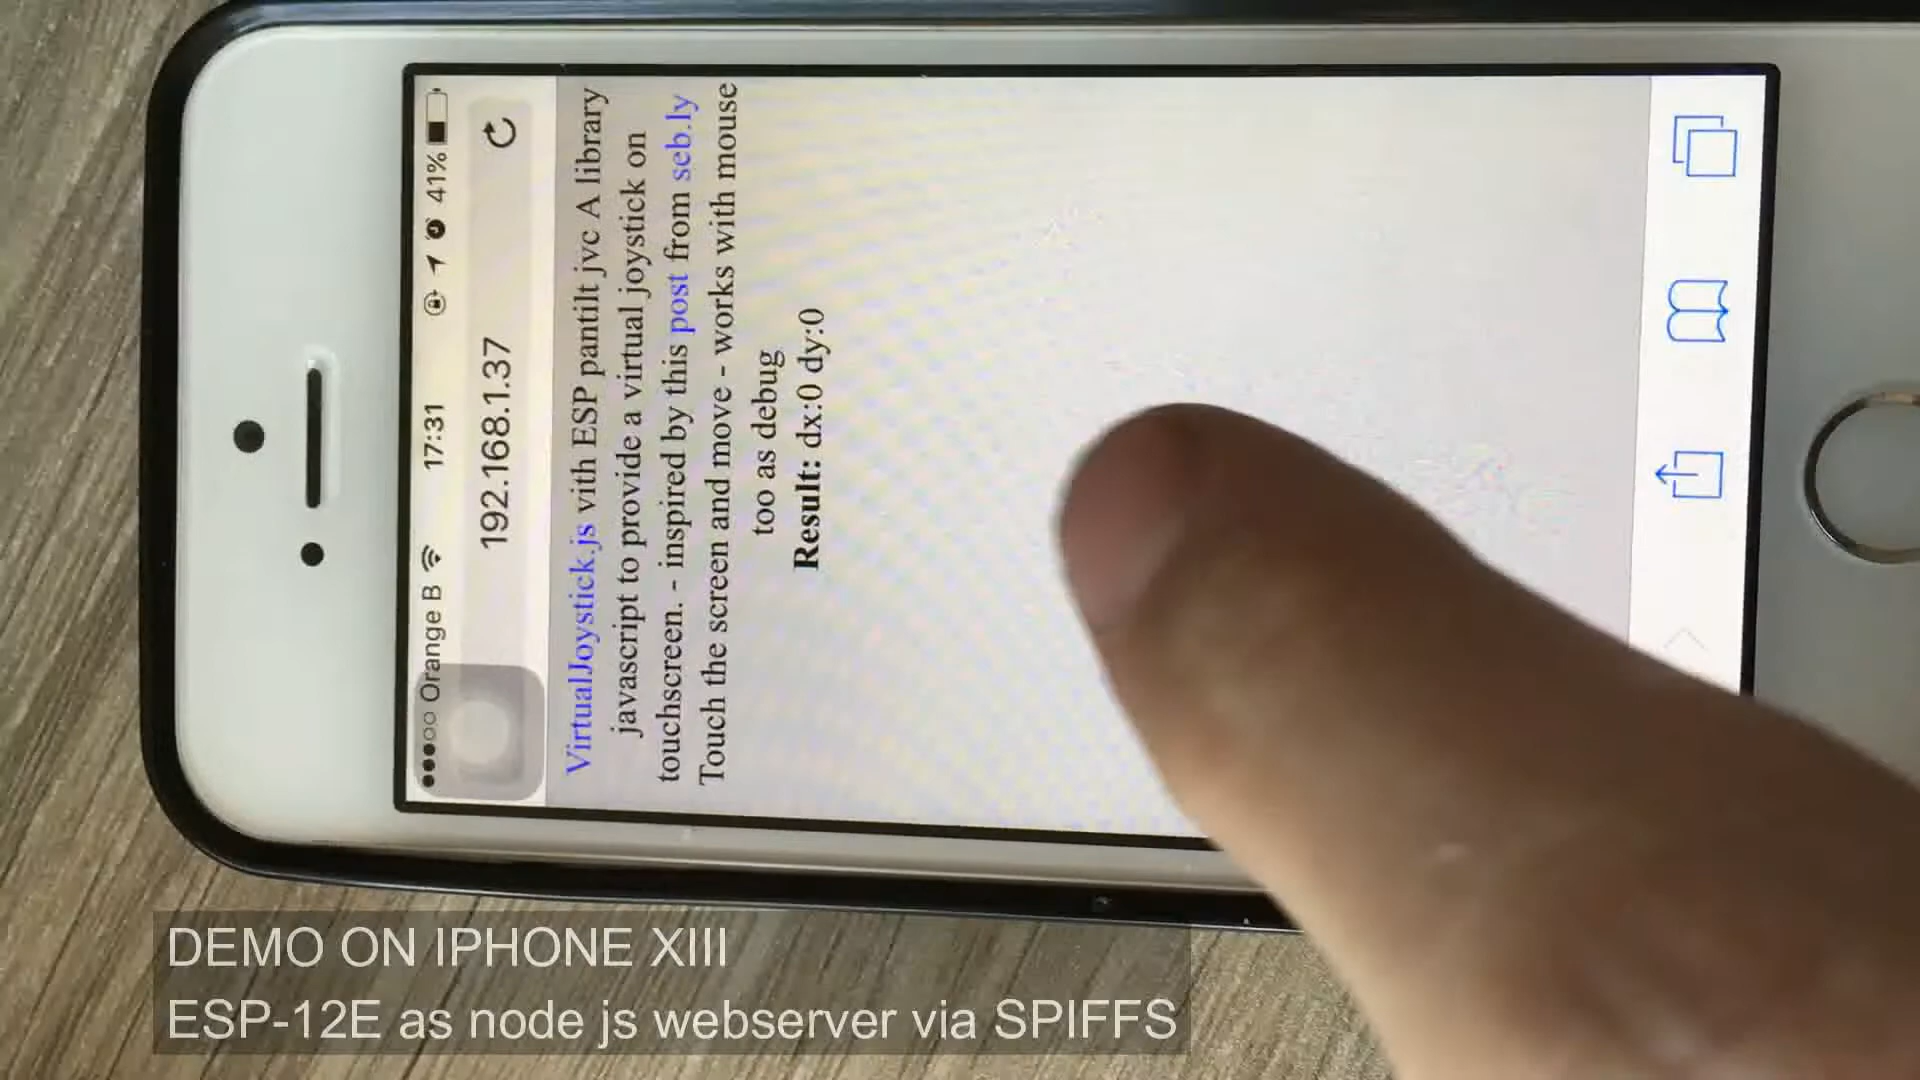 Orange B 17:31 41%
192.168.1.37
VirtualJoystick.js vith ESP pantilt jvc A library
javascript to provide a virtual joystick on
touchscreen. - inspired by this post from seb.ly
Touch the screen and move - works with mouse
too as debug
Result: dx:0 dy:0
DEMO ON IPHONE XIII
ESP-12E as node js webserver via SPIFFS